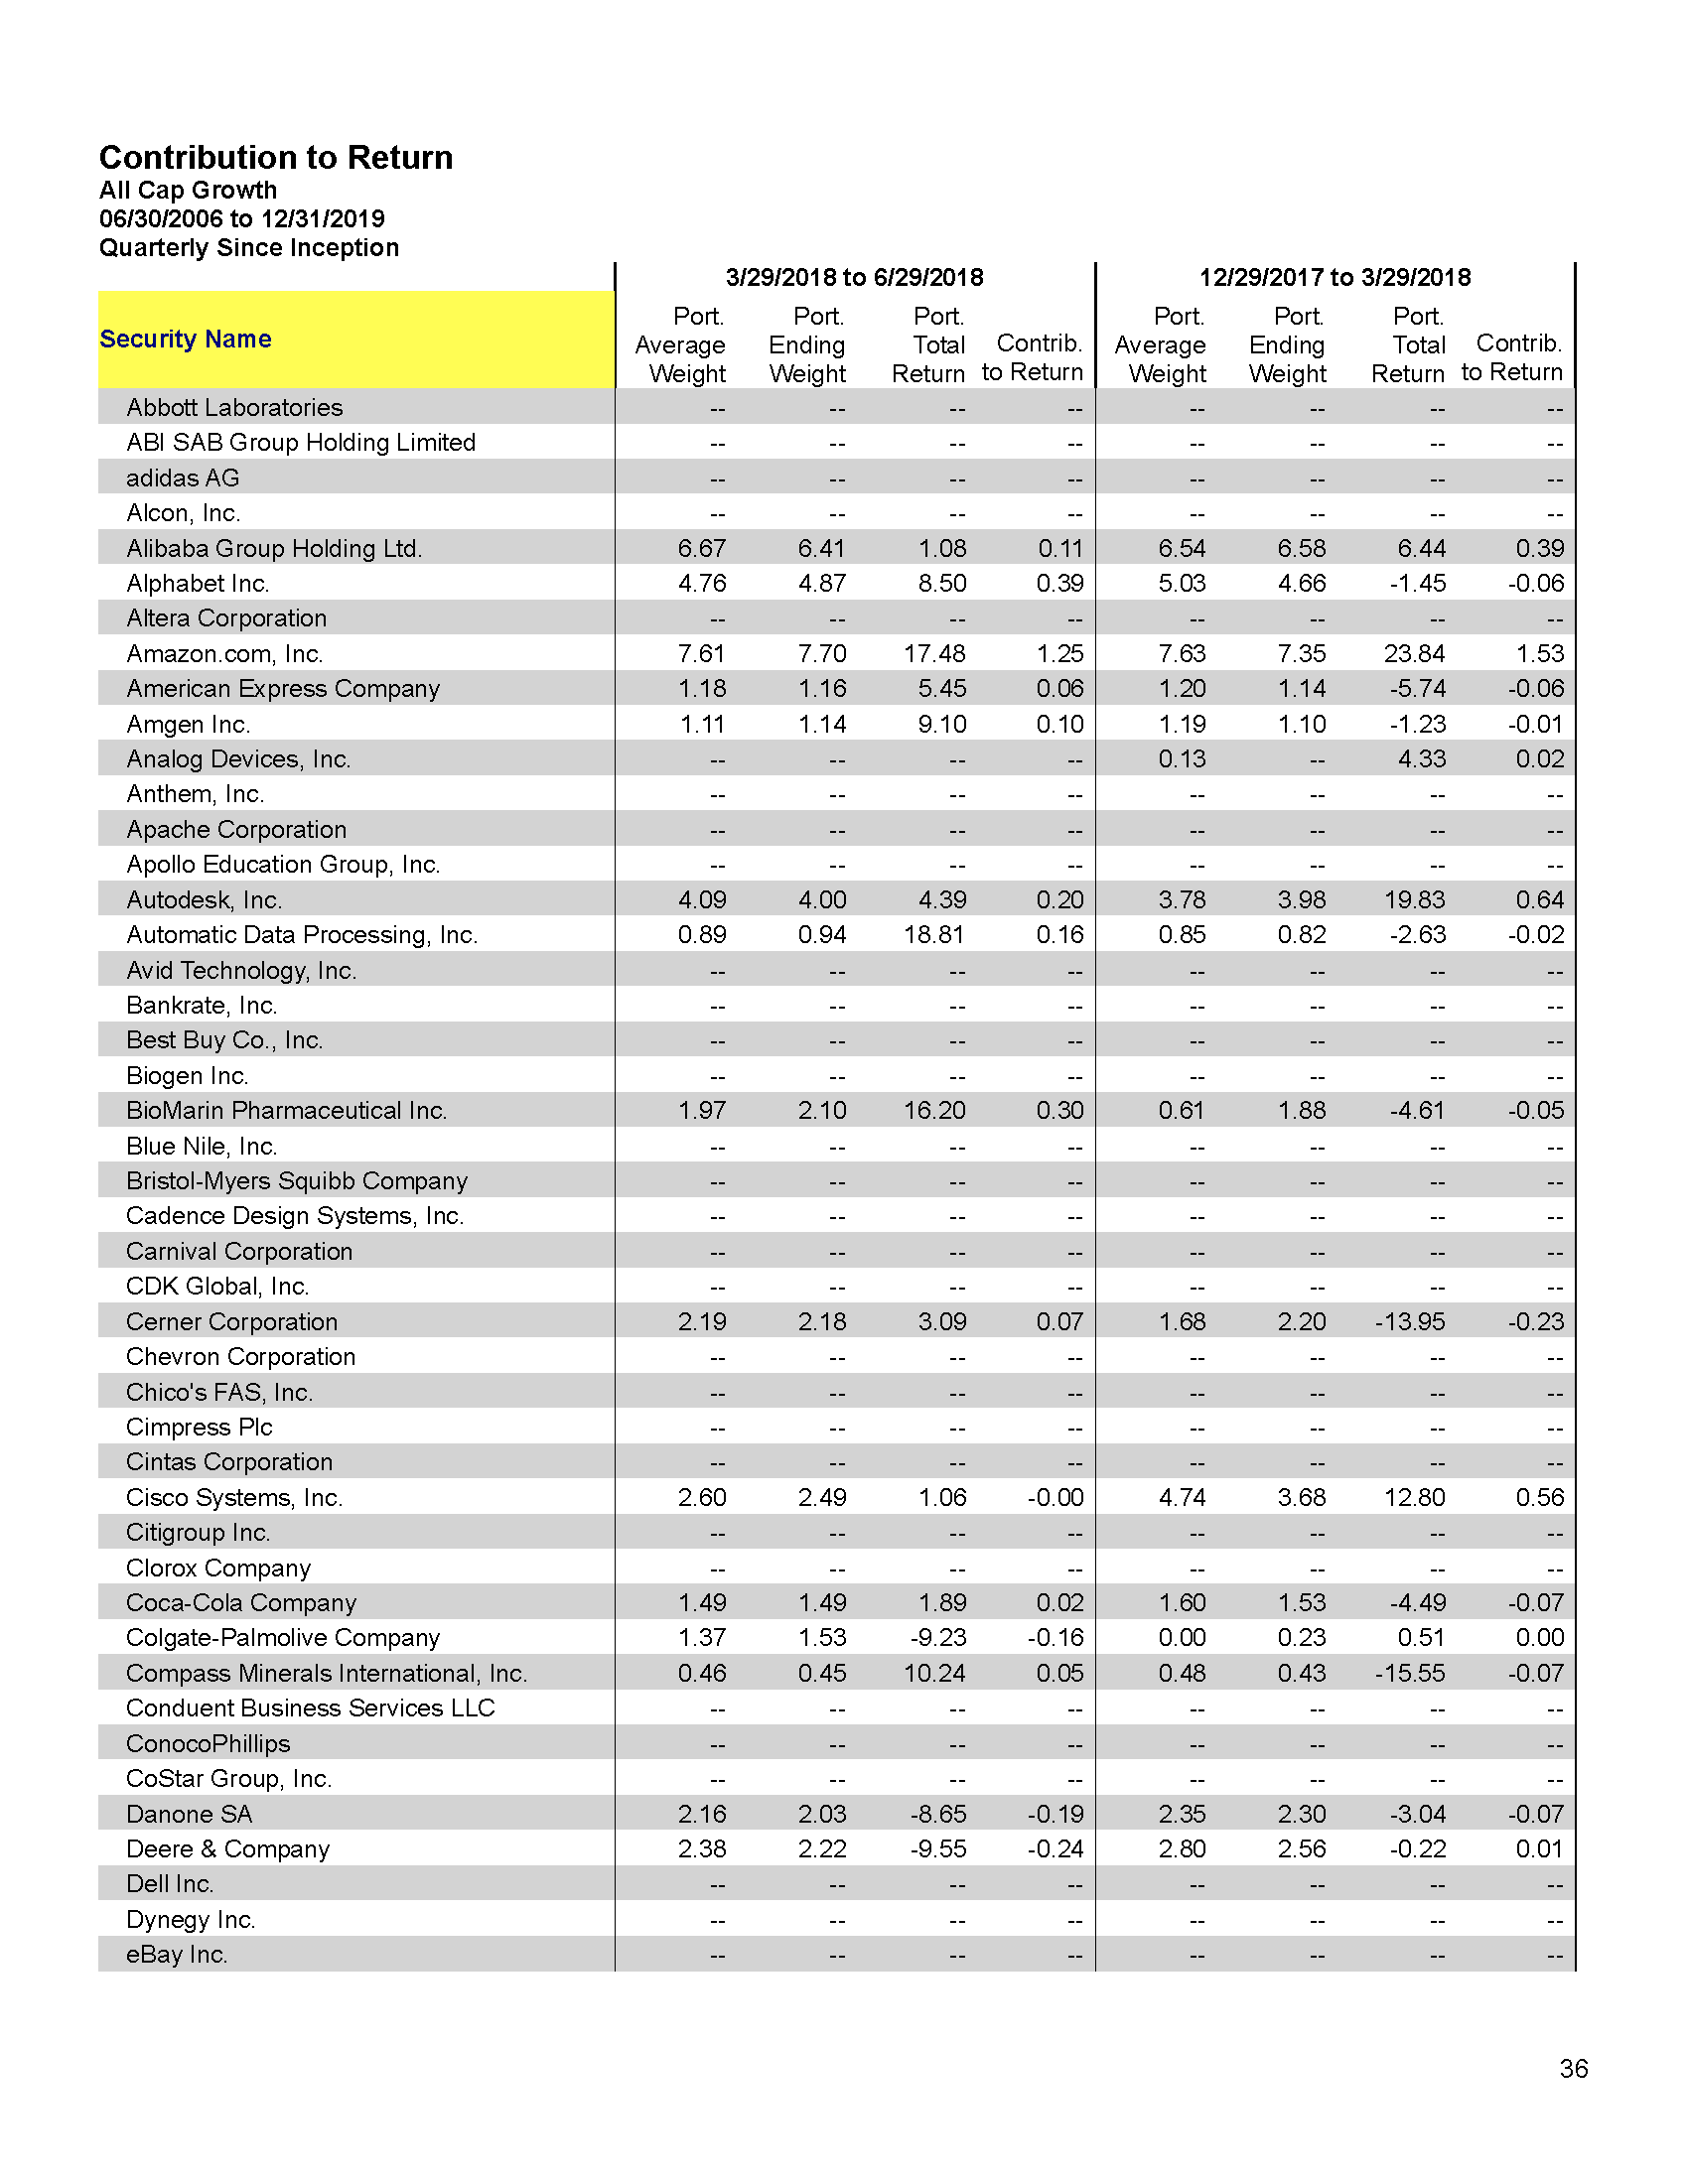 Contribution to Return
All Cap Growth
06/30/2006 to 12/31/2019
Quarterly Since Inception
3/29/2018 to 6/29/2018 12/29/2017 to 3/29/2018
Security Name
Port. Port. Port. Port. Port. Port.
Average Ending Total Contrib. Average Ending Total Contrib.
Weight Weight Return to Return Weight Weight Return to Return
Abbott Laboratories -- -- -- -- -- -- -- --
ABI SAB Group Holding Limited -- -- -- -- -- -- -- --
adidas AG -- -- -- -- -- -- -- --
Alcon, Inc. -- -- -- -- -- -- -- --
Alibaba Group Holding Ltd. 6.67 6.41 1.08 0.11 6.54 6.58 6.44 0.39
Alphabet Inc. 4.76 4.87 8.50 0.39 5.03 4.66 -1.45 -0.06
Altera Corporation -- -- -- -- -- -- -- --
Amazon.com, Inc. 7.61 7.70 17.48 1.25 7.63 7.35 23.84 1.53
American Express Company 1.18 1.16 5.45 0.06 1.20 1.14 -5.74 -0.06
Amgen Inc. 1.11 1.14 9.10 0.10 1.19 1.10 -1.23 -0.01
Analog Devices, Inc. -- -- -- -- 0.13 -- 4.33 0.02
Anthem, Inc. -- -- -- -- -- -- -- --
Apache Corporation -- -- -- -- -- -- -- --
Apollo Education Group, Inc. -- -- -- -- -- -- -- --
Autodesk, Inc. 4.09 4.00 4.39 0.20 3.78 3.98 19.83 0.64
Automatic Data Processing, Inc. 0.89 0.94 18.81 0.16 0.85 0.82 -2.63 -0.02
Avid Technology, Inc. -- -- -- -- -- -- -- --
Bankrate, Inc. -- -- -- -- -- -- -- --
Best Buy Co., Inc. -- -- -- -- -- -- -- --
Biogen Inc. -- -- -- -- -- -- -- --
BioMarin Pharmaceutical Inc. 1.97 2.10 16.20 0.30 0.61 1.88 -4.61 -0.05
Blue Nile, Inc. -- -- -- -- -- -- -- --
Bristol-Myers Squibb Company -- -- -- -- -- -- -- --
Cadence Design Systems, Inc. -- -- -- -- -- -- -- --
Carnival Corporation -- -- -- -- -- -- -- --
CDK Global, Inc. -- -- -- -- -- -- -- --
Cerner Corporation 2.19 2.18 3.09 0.07 1.68 2.20 -13.95 -0.23
Chevron Corporation -- -- -- -- -- -- -- --
Chico's FAS, Inc. -- -- -- -- -- -- -- --
Cimpress Plc -- -- -- -- -- -- -- --
Cintas Corporation -- -- -- -- -- -- -- --
Cisco Systems, Inc. 2.60 2.49 1.06 -0.00 4.74 3.68 12.80 0.56
Citigroup Inc. -- -- -- -- -- -- -- --
Clorox Company -- -- -- -- -- -- -- --
Coca-Cola Company 1.49 1.49 1.89 0.02 1.60 1.53 -4.49 -0.07
Colgate-Palmolive Company 1.37 1.53 -9.23 -0.16 0.00 0.23 0.51 0.00
Compass Minerals International, Inc. 0.46 0.45 10.24 0.05 0.48 0.43 -15.55 -0.07
Conduent Business Services LLC -- -- -- -- -- -- -- --
ConocoPhillips -- -- -- -- -- -- -- --
CoStar Group, Inc. -- -- -- -- -- -- -- --
Danone SA 2.16 2.03 -8.65 -0.19 2.35 2.30 -3.04 -0.07
Deere & Company 2.38 2.22 -9.55 -0.24 2.80 2.56 -0.22 0.01
Dell Inc. -- -- -- -- -- -- -- --
Dynegy Inc. -- -- -- -- -- -- -- --
eBay Inc. -- -- -- -- -- -- -- --
36